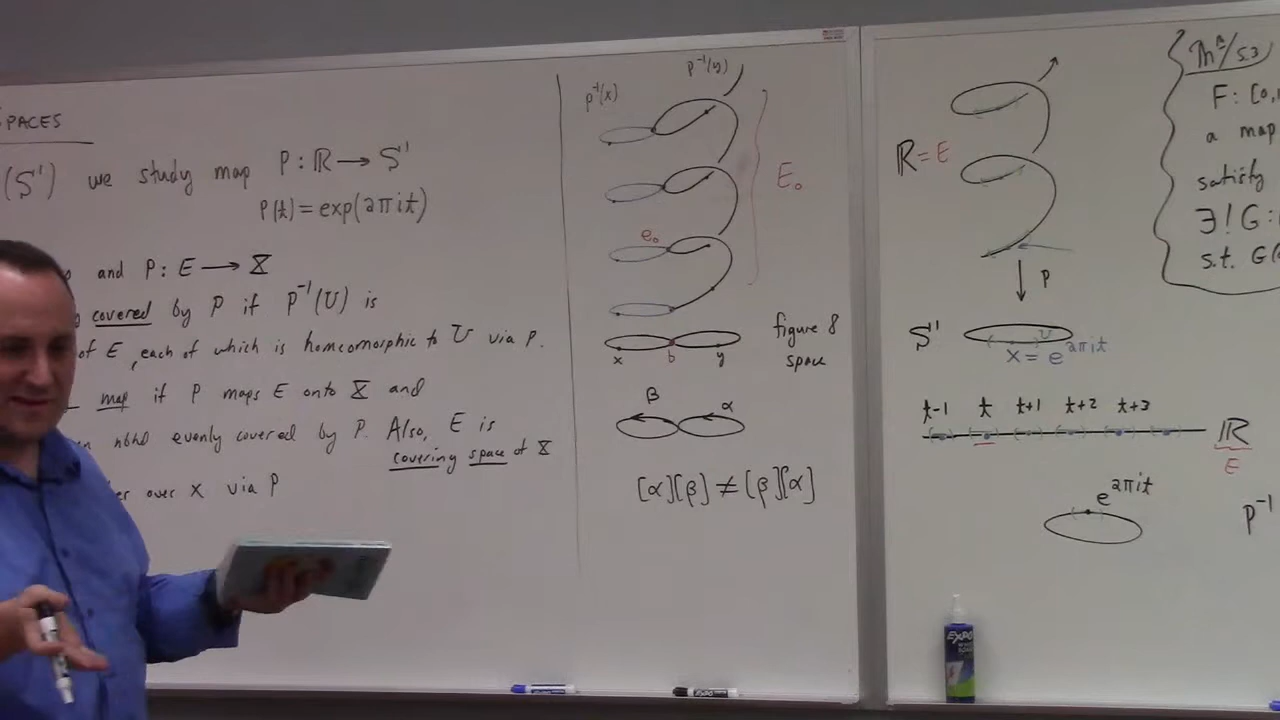 SPACES
(S¹) we study map P: ℝ → S¹
P(t) = exp(2πit)
and P: E → X
covered by P if P⁻¹(U) is
of E, each of which is homeomorphic to U via P.
map if P maps E onto X and
nbhd evenly covered by P. Also, E is
covering space of X
over x via P
P⁻¹(x)
P⁻¹(y)
E₀
e₀
x b y
figure 8
space
β α
[α][β] ≠ [β][α]
ℝ = E
P
S¹
U
x = e^{2πit}
t-1 t t+1 t+2 t+3
ℝ
E
e^{2πit}
P⁻¹
Thᵐ/5.3
F: [0,
a map
satisfy
∃! G:
s.t. G(
EXPO
EXPO